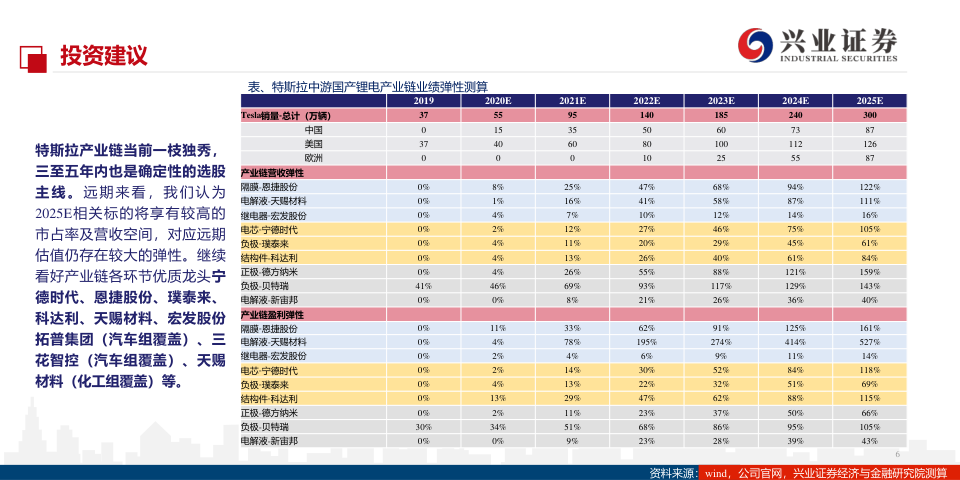 投资建议
兴业证券
INDUSTRIAL SECURITIES
表、特斯拉中游国产锂电产业链业绩弹性测算
2019 2020E 2021E 2022E 2023E 2024E 2025E
Tesla销量-总计（万辆） 37 55 95 140 185 240 300
中国 0 15 35 50 60 73 87
美国 37 40 60 80 100 112 126
欧洲 0 0 0 10 25 55 87
产业链营收弹性
隔膜-恩捷股份 0% 8% 25% 47% 68% 94% 122%
电解液-天赐材料 0% 1% 16% 41% 58% 87% 111%
继电器-宏发股份 0% 4% 7% 10% 12% 14% 16%
电芯-宁德时代 0% 2% 12% 27% 46% 75% 105%
负极-璞泰来 0% 4% 11% 20% 29% 45% 61%
结构件-科达利 0% 4% 13% 26% 40% 61% 84%
正极-德方纳米 0% 4% 26% 55% 88% 121% 159%
负极-贝特瑞 41% 46% 69% 93% 117% 129% 143%
电解液-新宙邦 0% 0% 8% 21% 26% 36% 40%
产业链盈利弹性
隔膜-恩捷股份 0% 11% 33% 62% 91% 125% 161%
电解液-天赐材料 0% 4% 78% 195% 274% 414% 527%
继电器-宏发股份 0% 2% 4% 6% 9% 11% 14%
电芯-宁德时代 0% 2% 14% 30% 52% 84% 118%
负极-璞泰来 0% 4% 13% 22% 32% 51% 69%
结构件-科达利 0% 13% 29% 47% 62% 88% 115%
正极-德方纳米 0% 2% 11% 23% 37% 50% 66%
负极-贝特瑞 30% 34% 51% 68% 86% 95% 105%
电解液-新宙邦 0% 0% 9% 23% 28% 39% 43%
特斯拉产业链当前一枝独秀，
三至五年内也是确定性的选股
主线。远期来看，我们认为
2025E相关标的将享有较高的
市占率及营收空间，对应远期
估值仍存在较大的弹性。继续
看好产业链各环节优质龙头宁
德时代、恩捷股份、璞泰来、
科达利、天赐材料、宏发股份
拓普集团（汽车组覆盖）、三
花智控（汽车组覆盖）、天赐
材料（化工组覆盖）等。
6
资料来源：wind，公司官网，兴业证券经济与金融研究院测算